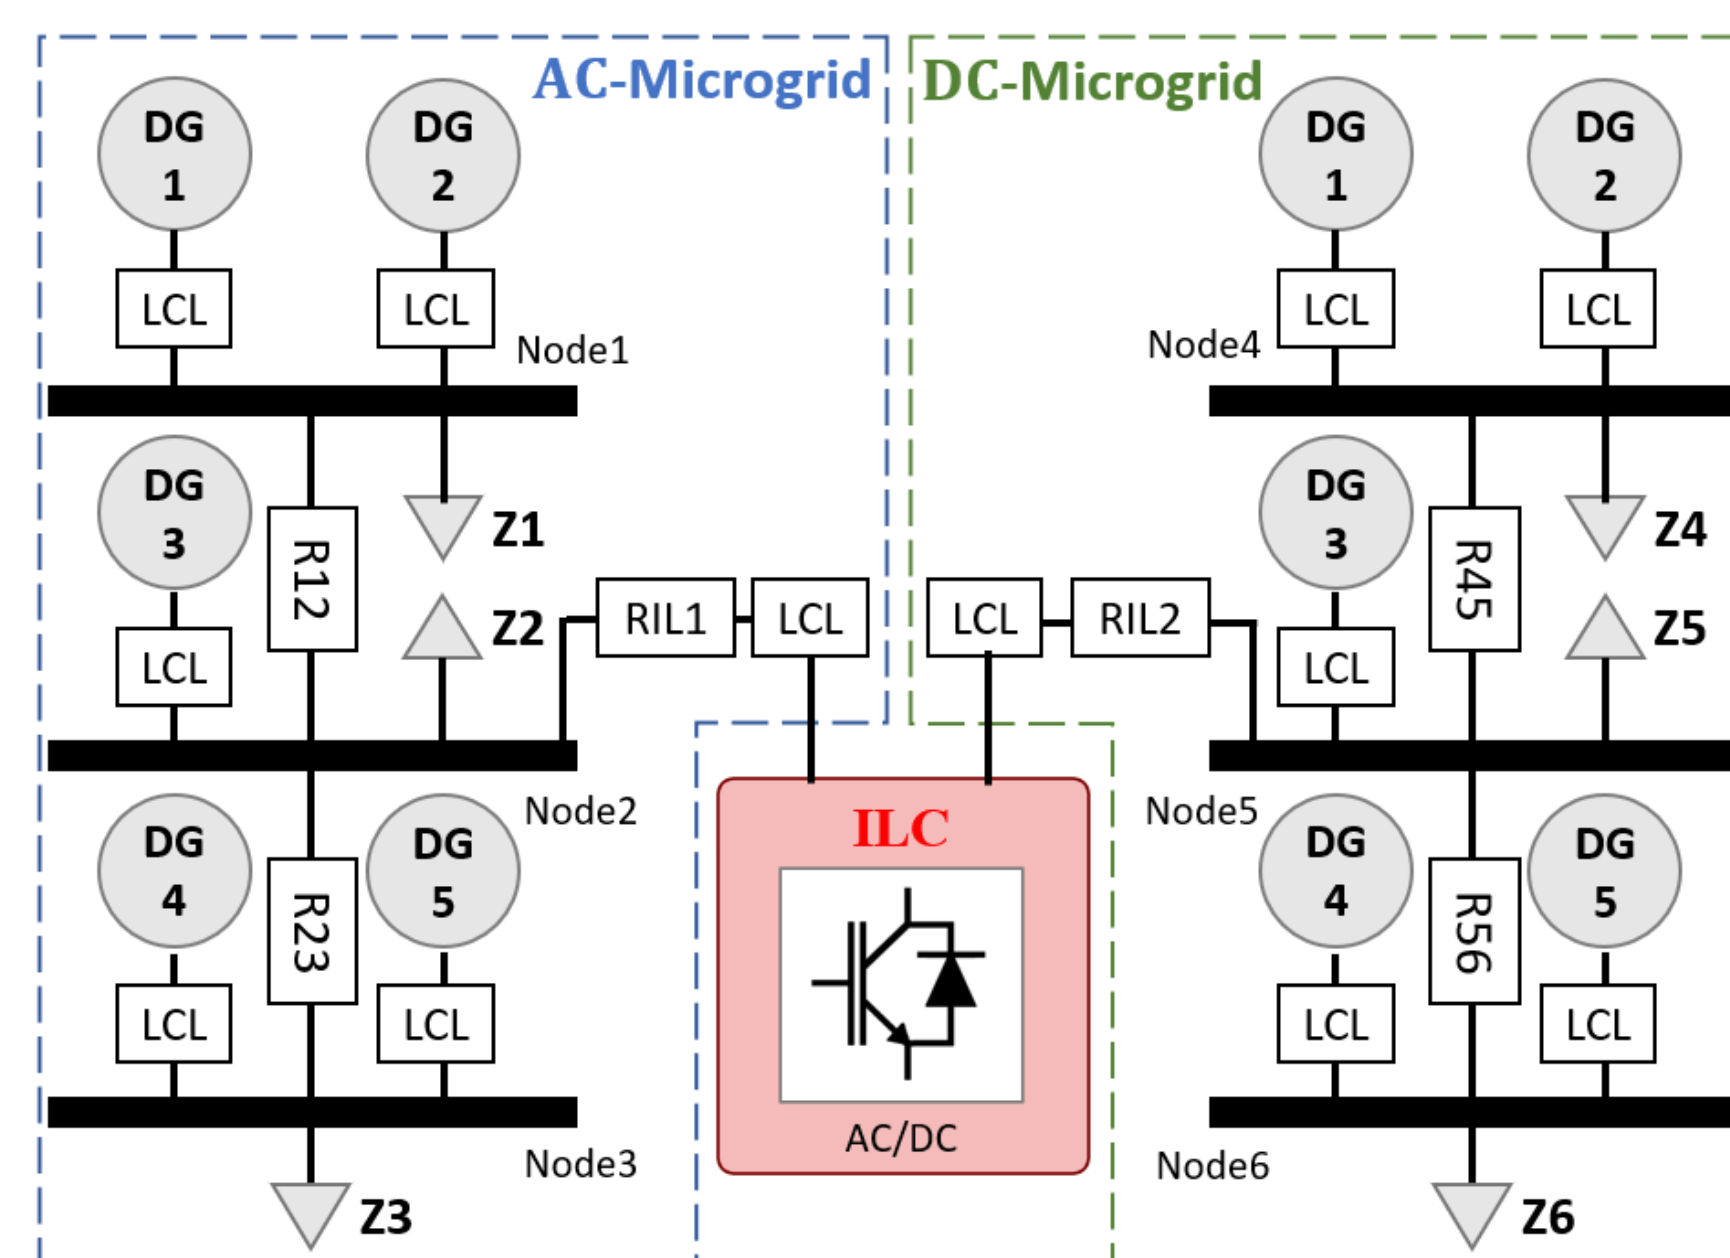 AC-Microgrid
DC-Microgrid
DG
1
DG
2
DG
1
DG
2
LCL
LCL
LCL
LCL
Node1
Node4
DG
3
R12
Z1
Z2
LCL
RIL1
LCL
LCL
RIL2
DG
3
R45
Z4
Z5
LCL
Node2
Node5
DG
4
R23
DG
5
ILC
DG
4
R56
DG
5
LCL
LCL
LCL
LCL
AC/DC
Node3
Node6
Z3
Z6